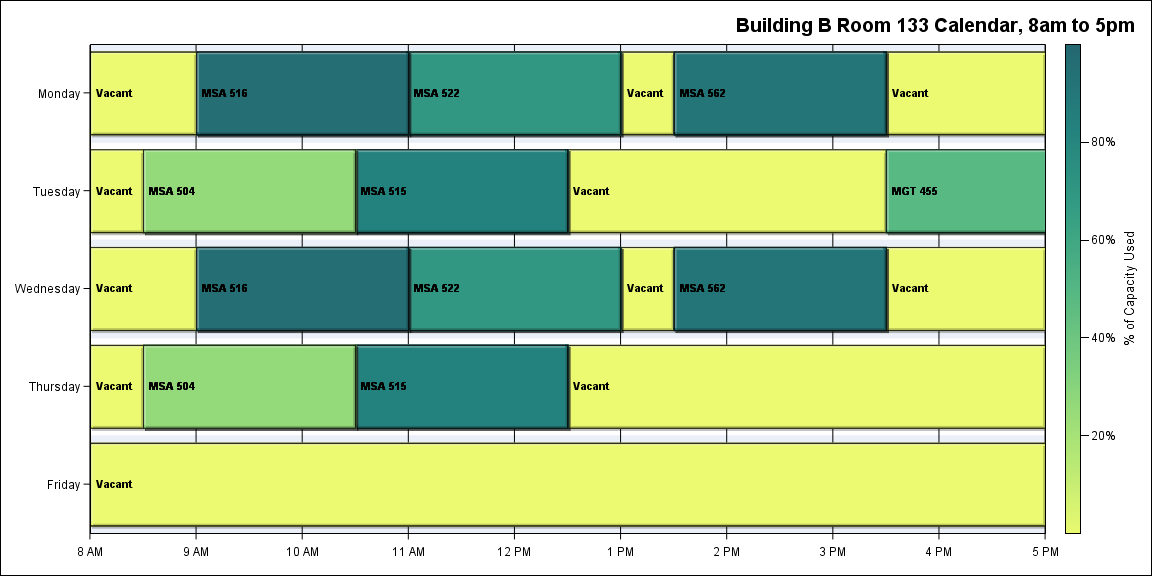 Building B Room 133 Calendar, 8am to 5pm
Monday
Vacant
MSA 516
MSA 522
Vacant
MSA 562
Vacant
Tuesday
Vacant
MSA 504
MSA 515
Vacant
MGT 455
Wednesday
Vacant
MSA 516
MSA 522
Vacant
MSA 562
Vacant
Thursday
Vacant
MSA 504
MSA 515
Vacant
Friday
Vacant
8 AM
9 AM
10 AM
11 AM
12 PM
1 PM
2 PM
3 PM
4 PM
5 PM
80%
60%
40%
20%
% of Capacity Used